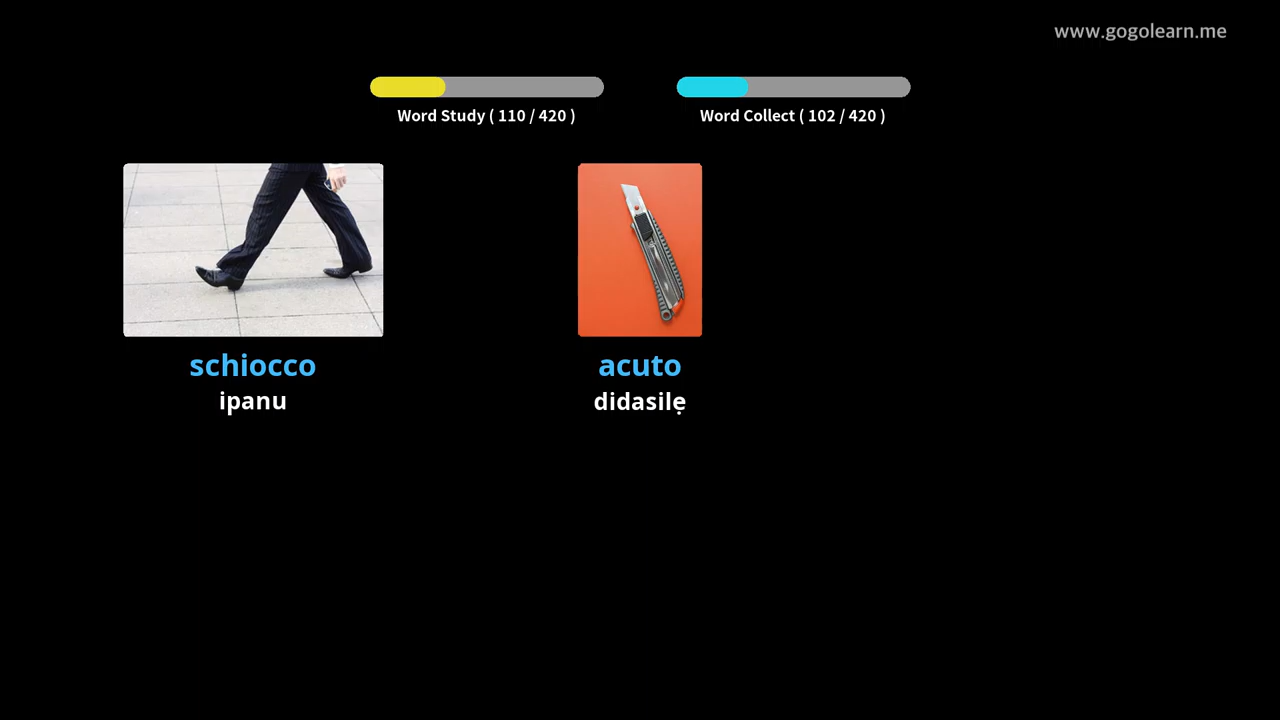 www.gogolearn.me
Word Study ( 110 / 420 )
Word Collect ( 102 / 420 )
schiocco
ipanu
acuto
didasilẹ